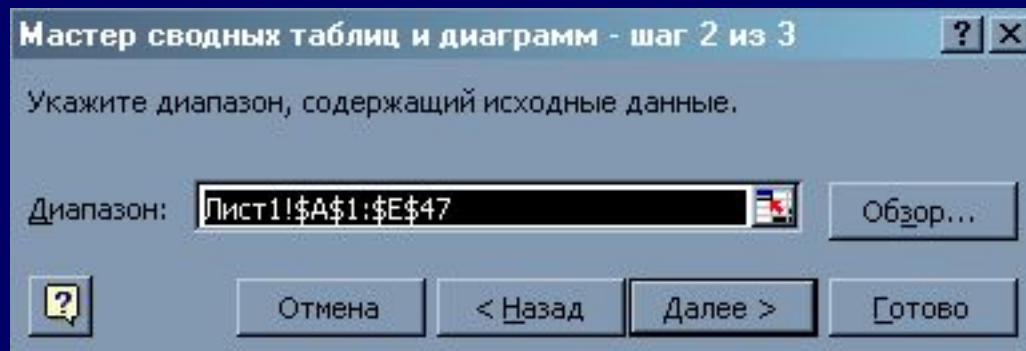 Мастер сводных таблиц и диаграмм - шаг 2 из 3
Укажите диапазон, содержащий исходные данные.
Диапазон: Лист1!$A$1:$E$47 Обзор...
Отмена < Назад Далее > Готово